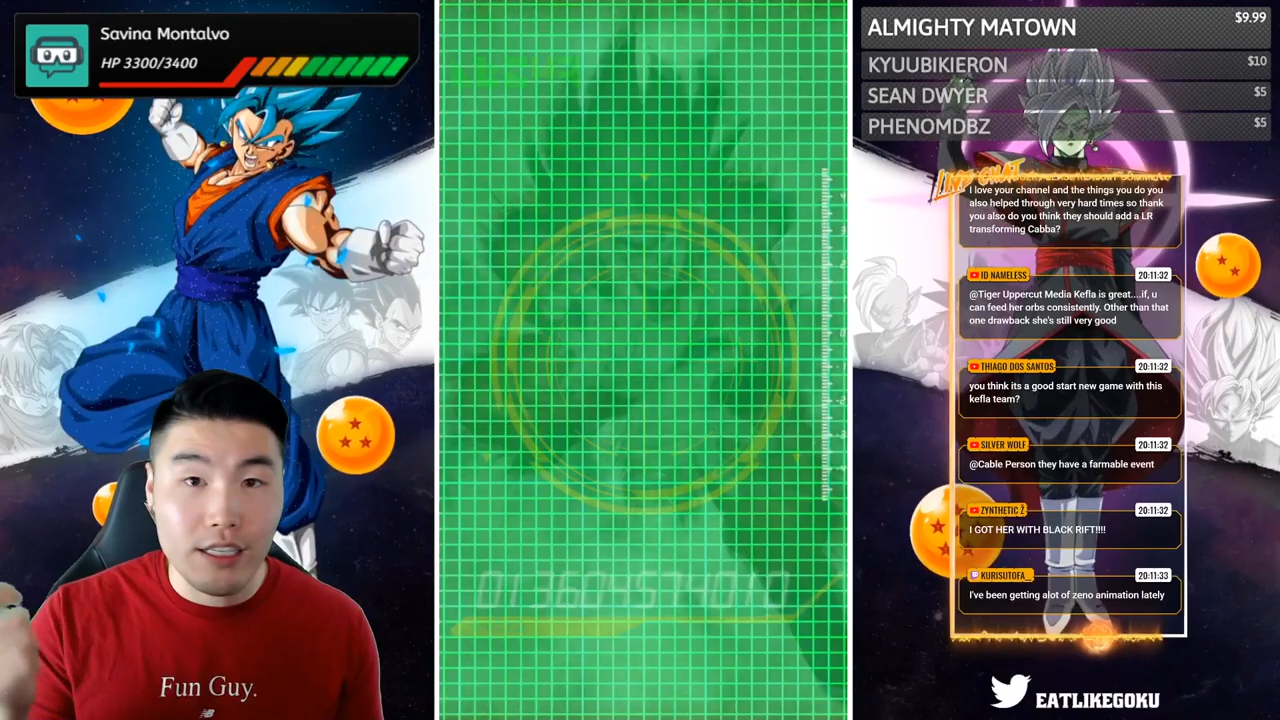 Savina Montalvo
HP 3300/3400
Fun Guy.
ALMIGHTY MATOWN
$9.99
KYUUBIKIERON
$10
SEAN DWYER
$5
PHENOMDBZ
$5
LIVE CHAT
I love your channel and the things you do you
also helped through very hard times so thank
you also do you think they should add a LR
transforming Cabba?
ID NAMELESS
20:11:32
@Tiger Uppercut Media Kefla is great....if, u
can feed her orbs consistently. Other than that
one drawback she's still very good
THIAGO DOS SANTOS
20:11:32
you think its a good start new game with this
kefla team?
SILVER WOLF
20:11:32
@Cable Person they have a farmable event
ZYNTHETIC Ż
20:11:32
I GOT HER WITH BLACK RIFT!!!!
KURISUTOFA_
20:11:33
I've been getting alot of zeno animation lately
EATLIKEGOKU